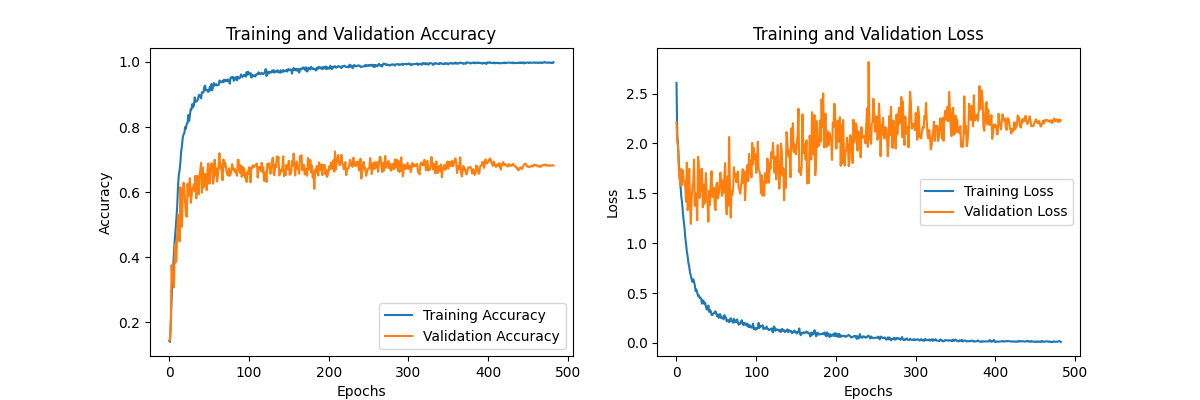 Training and Validation Accuracy
1.0
0.8
0.6
0.4
0.2
Accuracy
0
100
200
300
400
500
Epochs
Training Accuracy
Validation Accuracy
Training and Validation Loss
2.5
2.0
1.5
1.0
0.5
0.0
Loss
0
100
200
300
400
500
Epochs
Training Loss
Validation Loss